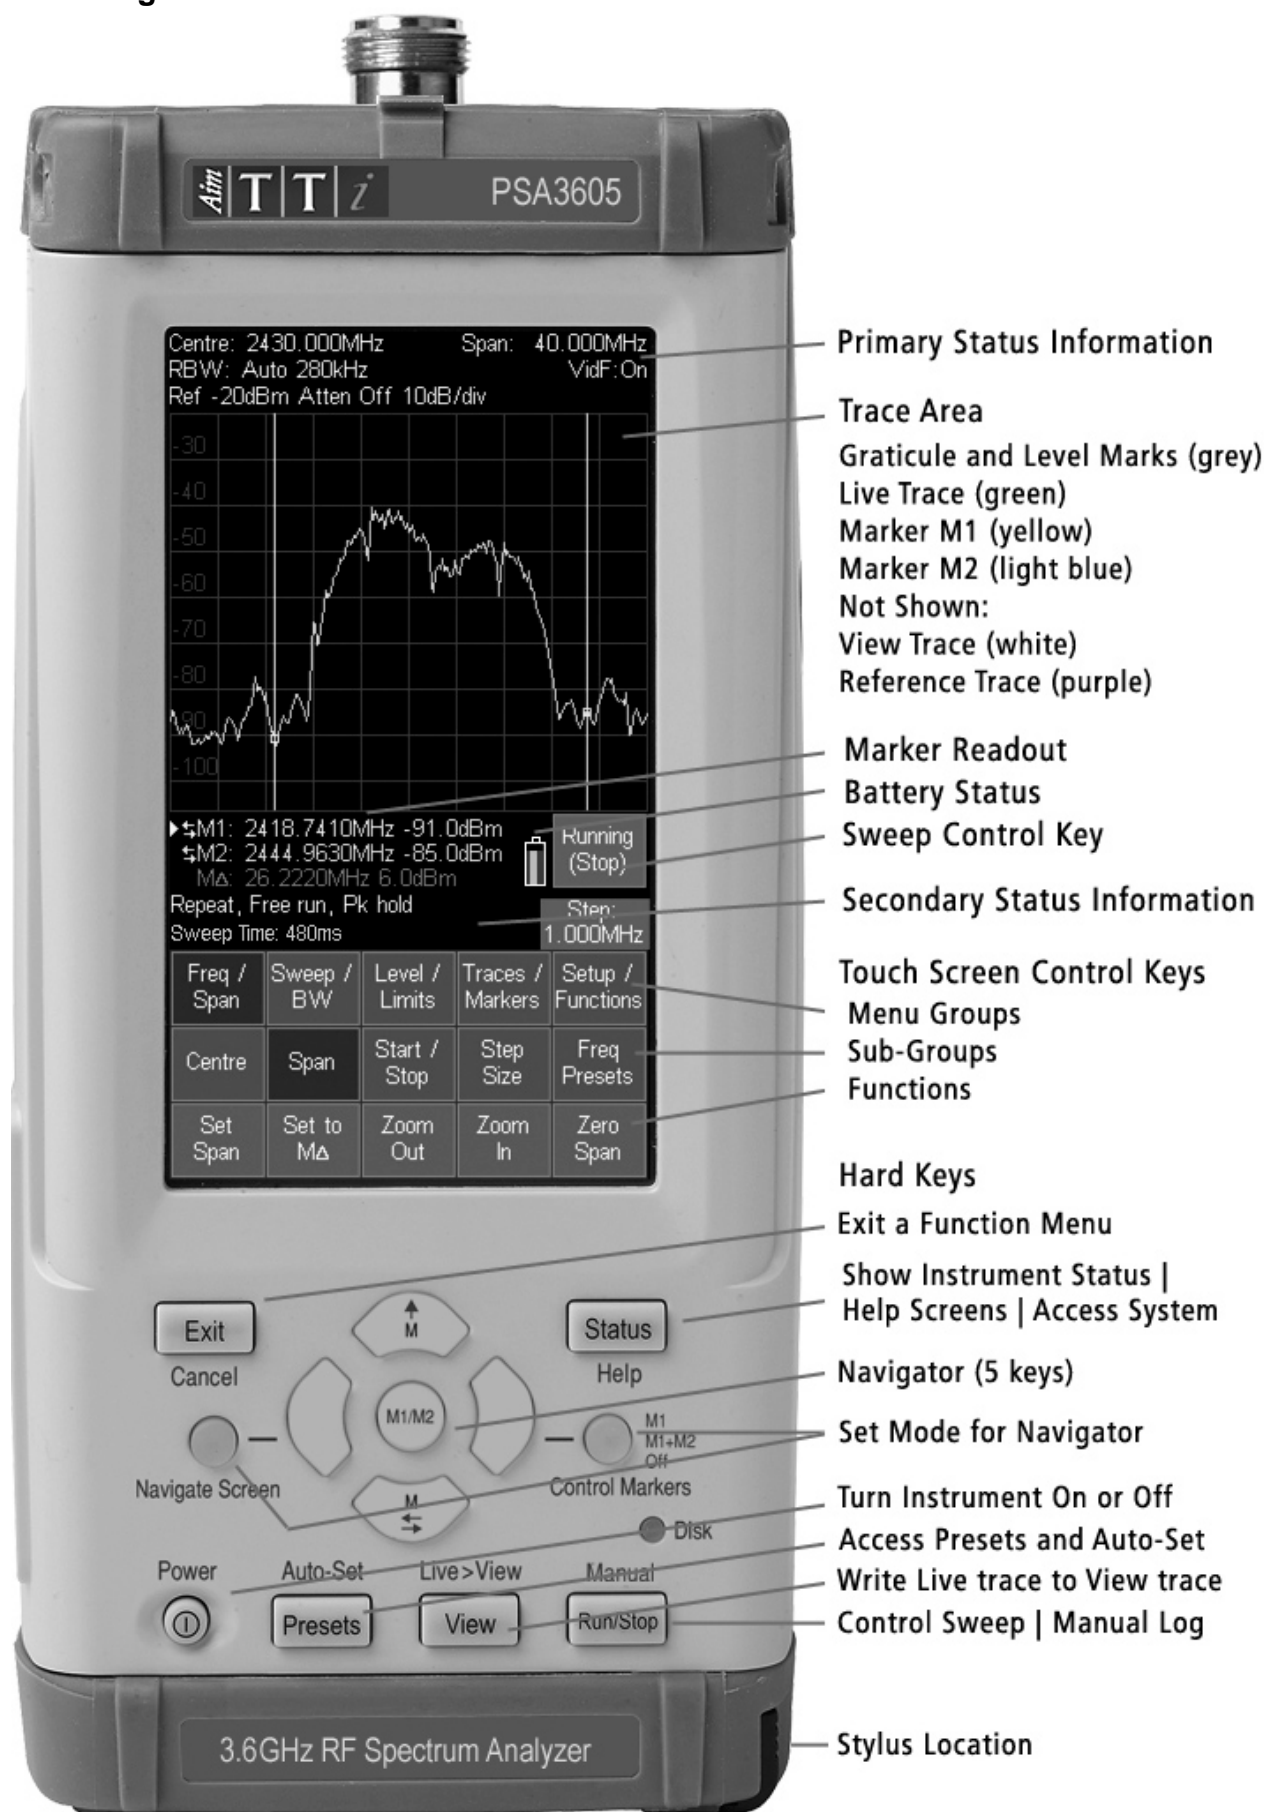 Aim TTi PSA3605
Centre: 2430.000MHz Span: 40.000MHz
RBW: Auto 280kHz VidF:On
Ref -20dBm Atten Off 10dB/div
-30
-40
-50
-60
-70
-80
-90
-100
▶⇆M1: 2418.7410MHz -91.0dBm
⇆M2: 2444.9630MHz -85.0dBm
MΔ: 26.2220MHz 6.0dBm
Running
(Stop)
Repeat, Free run, Pk hold
Sweep Time: 480ms
Step:
1.000MHz
Freq /
Span
Sweep /
BW
Level /
Limits
Traces /
Markers
Setup /
Functions
Centre
Span
Start /
Stop
Step
Size
Freq
Presets
Set
Span
Set to
MΔ
Zoom
Out
Zoom
In
Zero
Span
Exit
Cancel
M
M1/M2
M
Status
Help
Navigate Screen
M1
M1+M2
Off
Control Markers
Disk
Power
Auto-Set
Presets
Live>View
View
Manual
Run/Stop
3.6GHz RF Spectrum Analyzer
Primary Status Information
Trace Area
Graticule and Level Marks (grey)
Live Trace (green)
Marker M1 (yellow)
Marker M2 (light blue)
Not Shown:
View Trace (white)
Reference Trace (purple)
Marker Readout
Battery Status
Sweep Control Key
Secondary Status Information
Touch Screen Control Keys
Menu Groups
Sub-Groups
Functions
Hard Keys
Exit a Function Menu
Show Instrument Status |
Help Screens | Access System
Navigator (5 keys)
Set Mode for Navigator
Turn Instrument On or Off
Access Presets and Auto-Set
Write Live trace to View trace
Control Sweep | Manual Log
Stylus Location